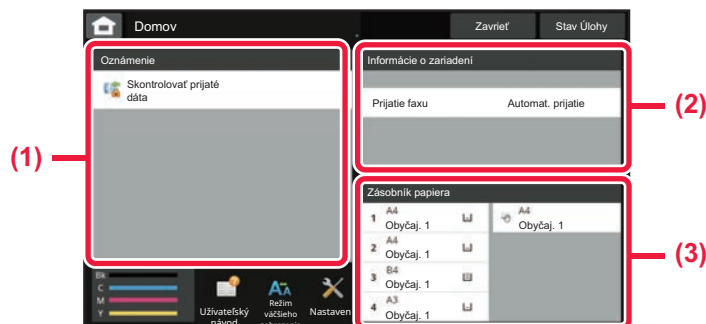 Domov
Zavrieť
Stav Úlohy
Oznámenie
Skontrolovať prijaté
dáta
(1)
Informácie o zariadení
Prijatie faxu
Automat. prijatie
(2)
Zásobník papiera
1 A4
Obyčaj. 1
2 A4
Obyčaj. 1
3 B4
Obyčaj. 1
4 A3
Obyčaj. 1
A4
Obyčaj. 1
(3)
Bk
C
M
Y
Užívateľský
návod
Režim
väčšieho
Nastaven